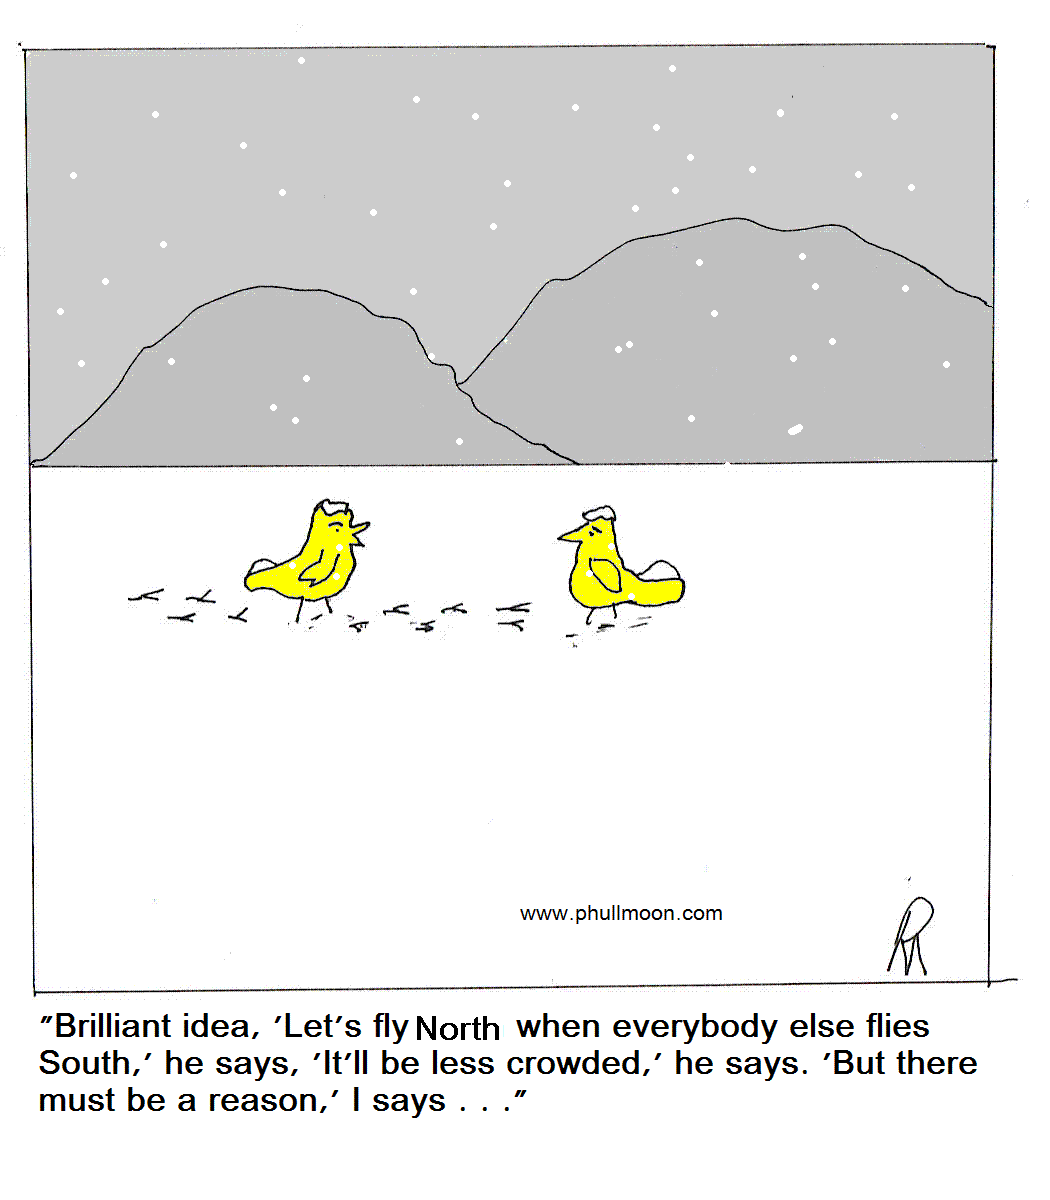 www.phullmoon.com
"Brilliant idea, 'Let's fly North when everybody else flies
South,' he says, 'It'll be less crowded,' he says. 'But there
must be a reason,' I says . . ."